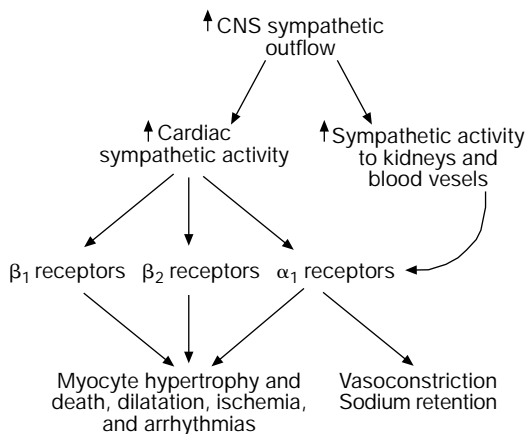 ↑ CNS sympathetic
outflow
↑ Cardiac
sympathetic activity
↑ Sympathetic activity
to kidneys and
blood vesels
β₁ receptors
β₂ receptors
α₁ receptors
Myocyte hypertrophy and
death, dilatation, ischemia,
and arrhythmias
Vasoconstriction
Sodium retention